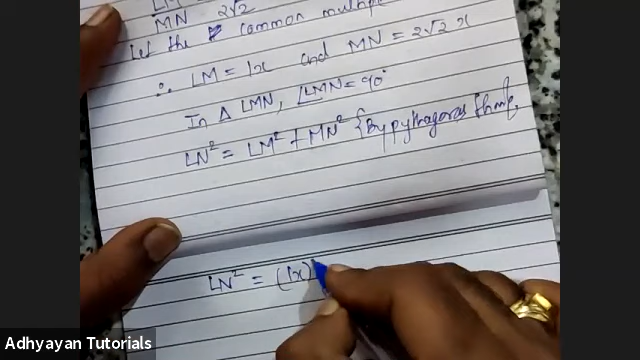 LM
MN 2√2
Let the common multiple
∴ LM = 1x and MN = 2√2 x
In Δ LMN, ∠LMN = 90°
LN² = LM² + MN² {By pythagoras thm}
LN² = (1x)
Adhyayan Tutorials